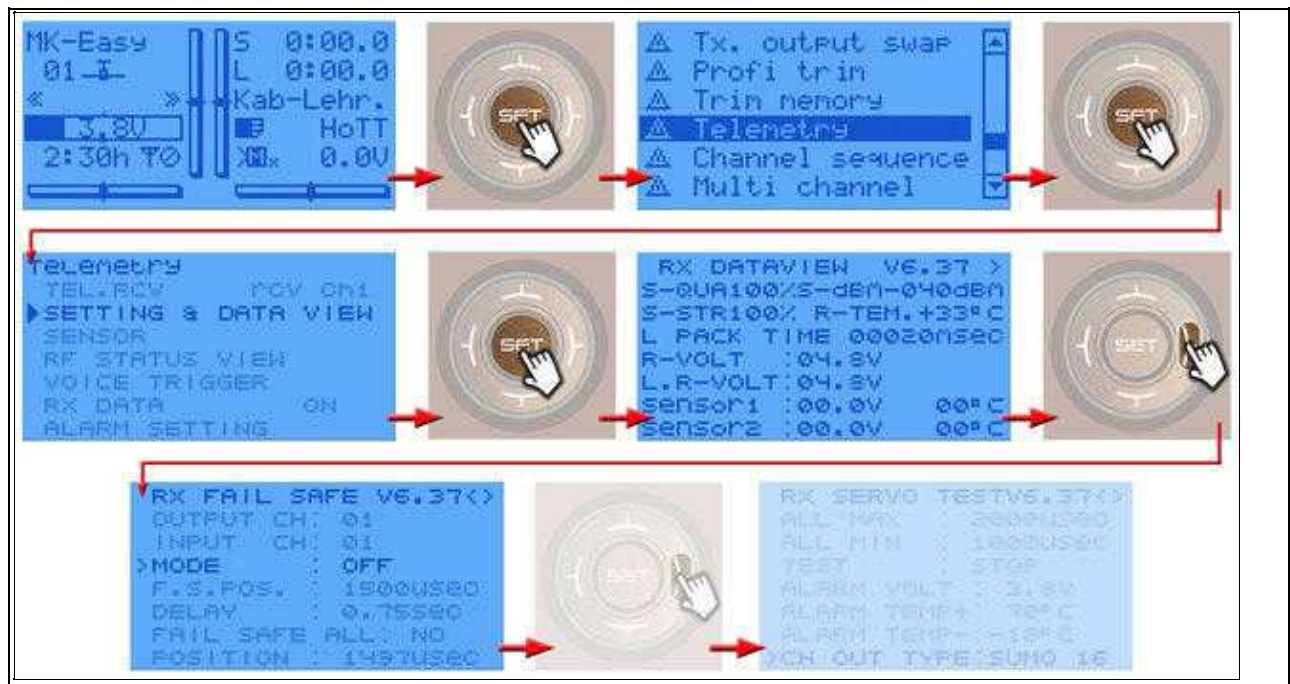 MK-Easy
01
« »
3.8V
2:30h
S 0:00.0
L 0:00.0
Kab-Lehr.
HoTT
M 0.0V
SET
Tx. output swap
Profi trim
Trim memory
Telemetry
Channel sequence
Multi channel
SET
Telemetry
TEL.RCV rcv Ch1
SETTING & DATA VIEW
SENSOR
RF STATUS VIEW
VOICE TRIGGER
RX DATA ON
ALARM SETTING
SET
RX DATAVIEW V6.37 >
S-QUA100%S-dBm-040dBm
S-STR100% R-TEM.+33°C
L PACK TIME 00020msec
R-VOLT :04.8V
L.R-VOLT:04.8V
Sensor1 :00.0V 00°C
Sensor2 :00.0V 00°C
SET
RX FAIL SAFE V6.37<>
OUTPUT CH: 01
INPUT CH: 01
>MODE : OFF
F.S.POS. : 1500usec
DELAY : 0.75sec
FAIL SAFE ALL: NO
POSITION : 1497usec
SET
RX SERVO TESTV6.37<>
ALL MAX : 2000usec
ALL MIN : 1000usec
TEST : STOP
ALARM VOLT : 3.8V
ALARM TEMP+ 70°C
ALARM TEMP- -10°C
>CH OUT TYPE:SUMO 16